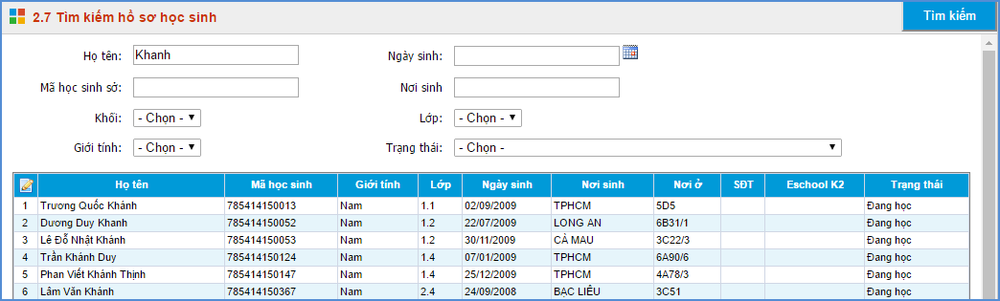 2.7 Tìm kiếm hồ sơ học sinh Tìm kiếm
Họ tên: Khanh Ngày sinh:
Mã học sinh sở: Nơi sinh
Khối: - Chọn - Lớp: - Chọn -
Giới tính: - Chọn - Trạng thái: - Chọn -
Họ tên Mã học sinh Giới tính Lớp Ngày sinh Nơi sinh Nơi ở SĐT Eschool K2 Trạng thái
1 Trương Quốc Khánh 785414150013 Nam 1.1 02/09/2009 TPHCM 5D5 Đang học
2 Dương Duy Khanh 785414150052 Nam 1.2 22/07/2009 LONG AN 6B31/1 Đang học
3 Lê Đỗ Nhật Khánh 785414150053 Nam 1.2 30/11/2009 CÀ MAU 3C22/3 Đang học
4 Trần Khánh Duy 785414150124 Nam 1.4 07/01/2009 TPHCM 6A90/6 Đang học
5 Phan Viết Khánh Thịnh 785414150147 Nam 1.4 25/12/2009 TPHCM 4A78/3 Đang học
6 Lâm Văn Khánh 785414150367 Nam 2.4 24/09/2008 BẠC LIÊU 3C51 Đang học